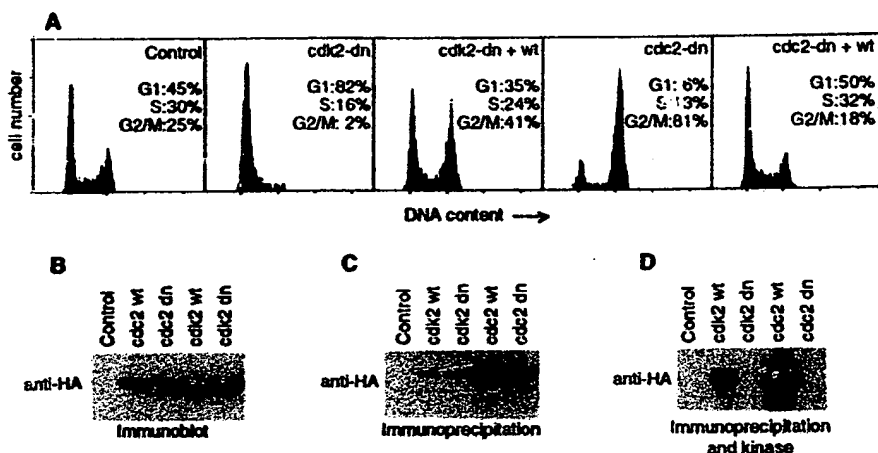 A
Control
G1:45%
S:30%
G2/M:25%
cdk2-dn
G1:82%
S:16%
G2/M: 2%
cdk2-dn + wt
G1:35%
S:24%
G2/M:41%
cdc2-dn
G1: 6%
S:13%
G2/M:81%
cdc2-dn + wt
G1:50%
S:32%
G2/M:18%
cell number
DNA content
B
Control
cdc2 wt
cdc2 dn
cdk2 wt
cdk2 dn
anti-HA
Immunoblot
C
Control
cdk2 wt
cdk2 dn
cdc2 wt
cdc2 dn
anti-HA
Immunoprecipitation
D
Control
cdk2 wt
cdk2 dn
cdc2 wt
cdc2 dn
anti-HA
Immunoprecipitation
and kinase